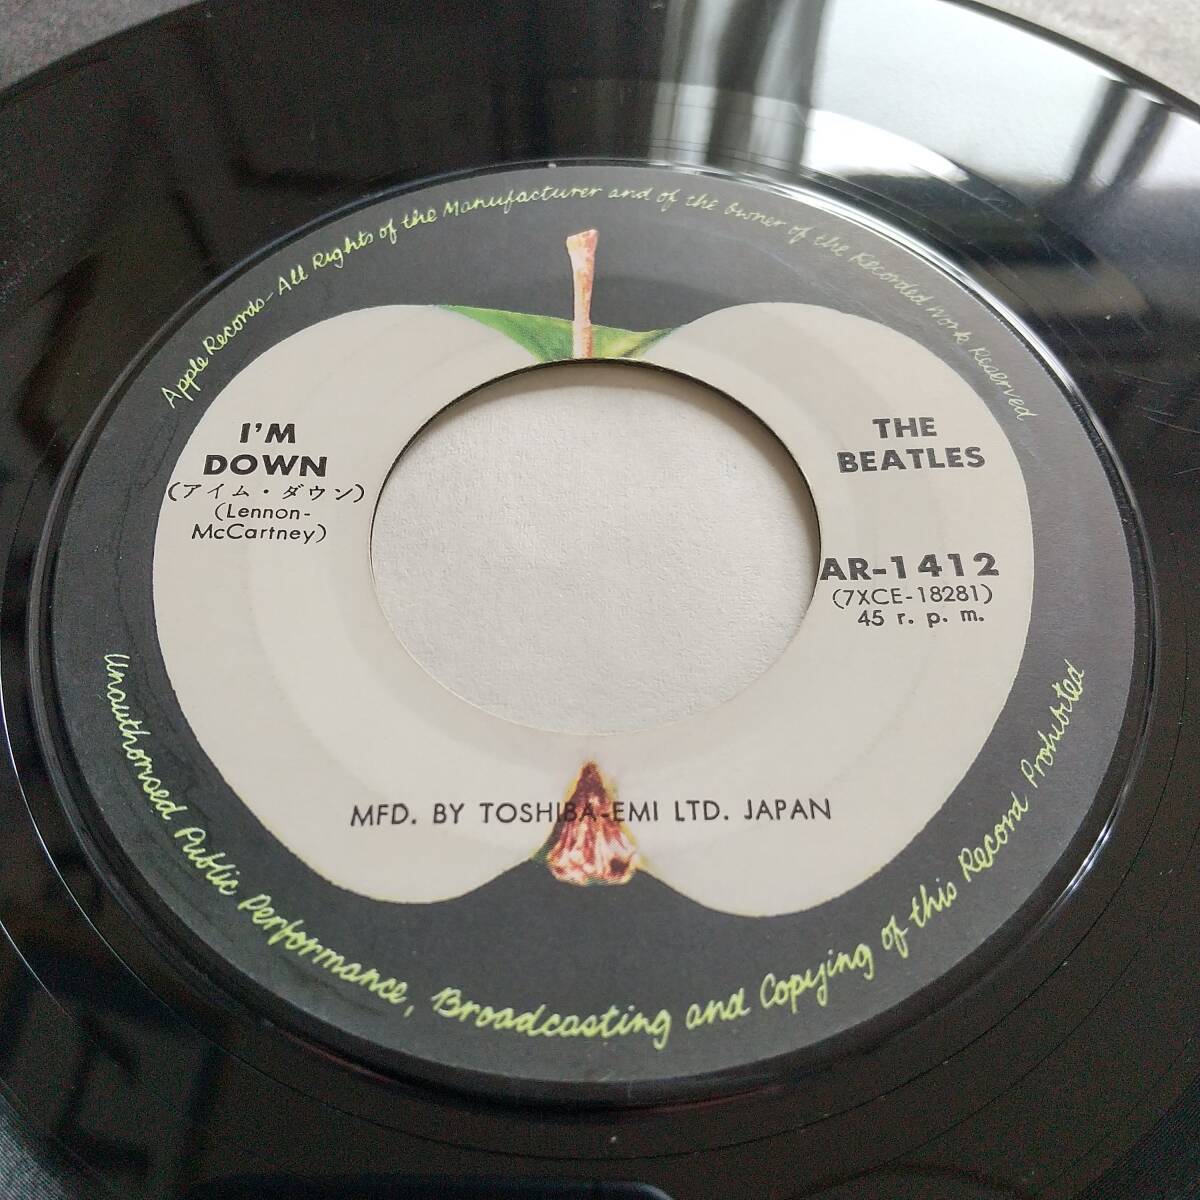 Apple Records-All Rights of the Manufacturer and of the Owner of the Recorded Work Reserved
I'M
DOWN
(アイム・ダウン)
(Lennon-
McCartney)
THE
BEATLES
AR-1412
(7XCE-18281)
45 r. p. m.
MFD. BY TOSHIBA-EMI LTD. JAPAN
Unauthorised Public Performance, Broadcasting and Copying of this Record Prohibited